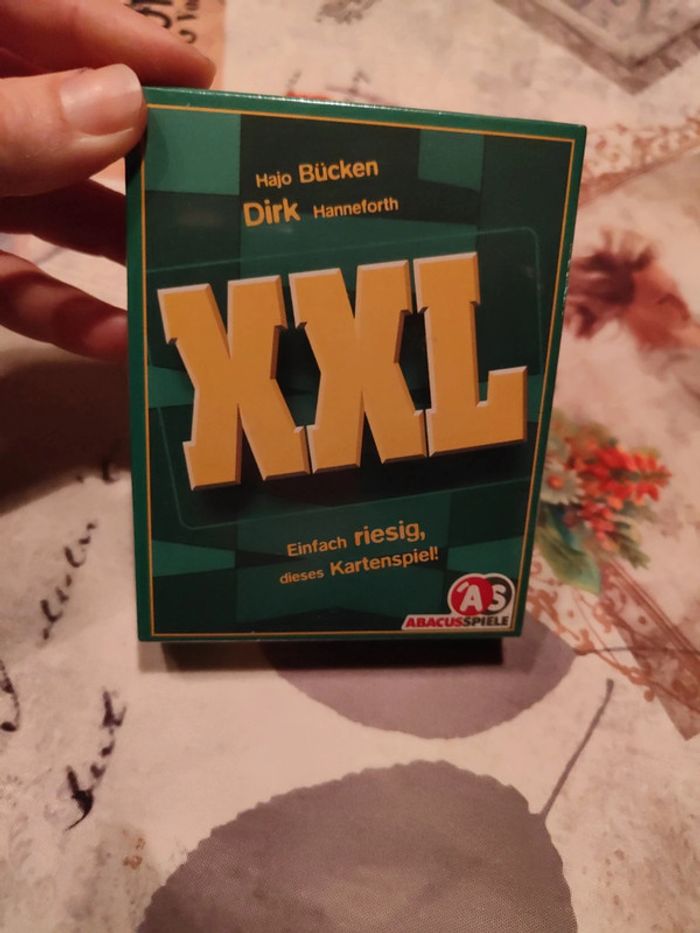 Hajo Bücken
Dirk Hanneforth
XXL
Einfach riesig,
dieses Kartenspiel!
AS
ABACUSSPIELE